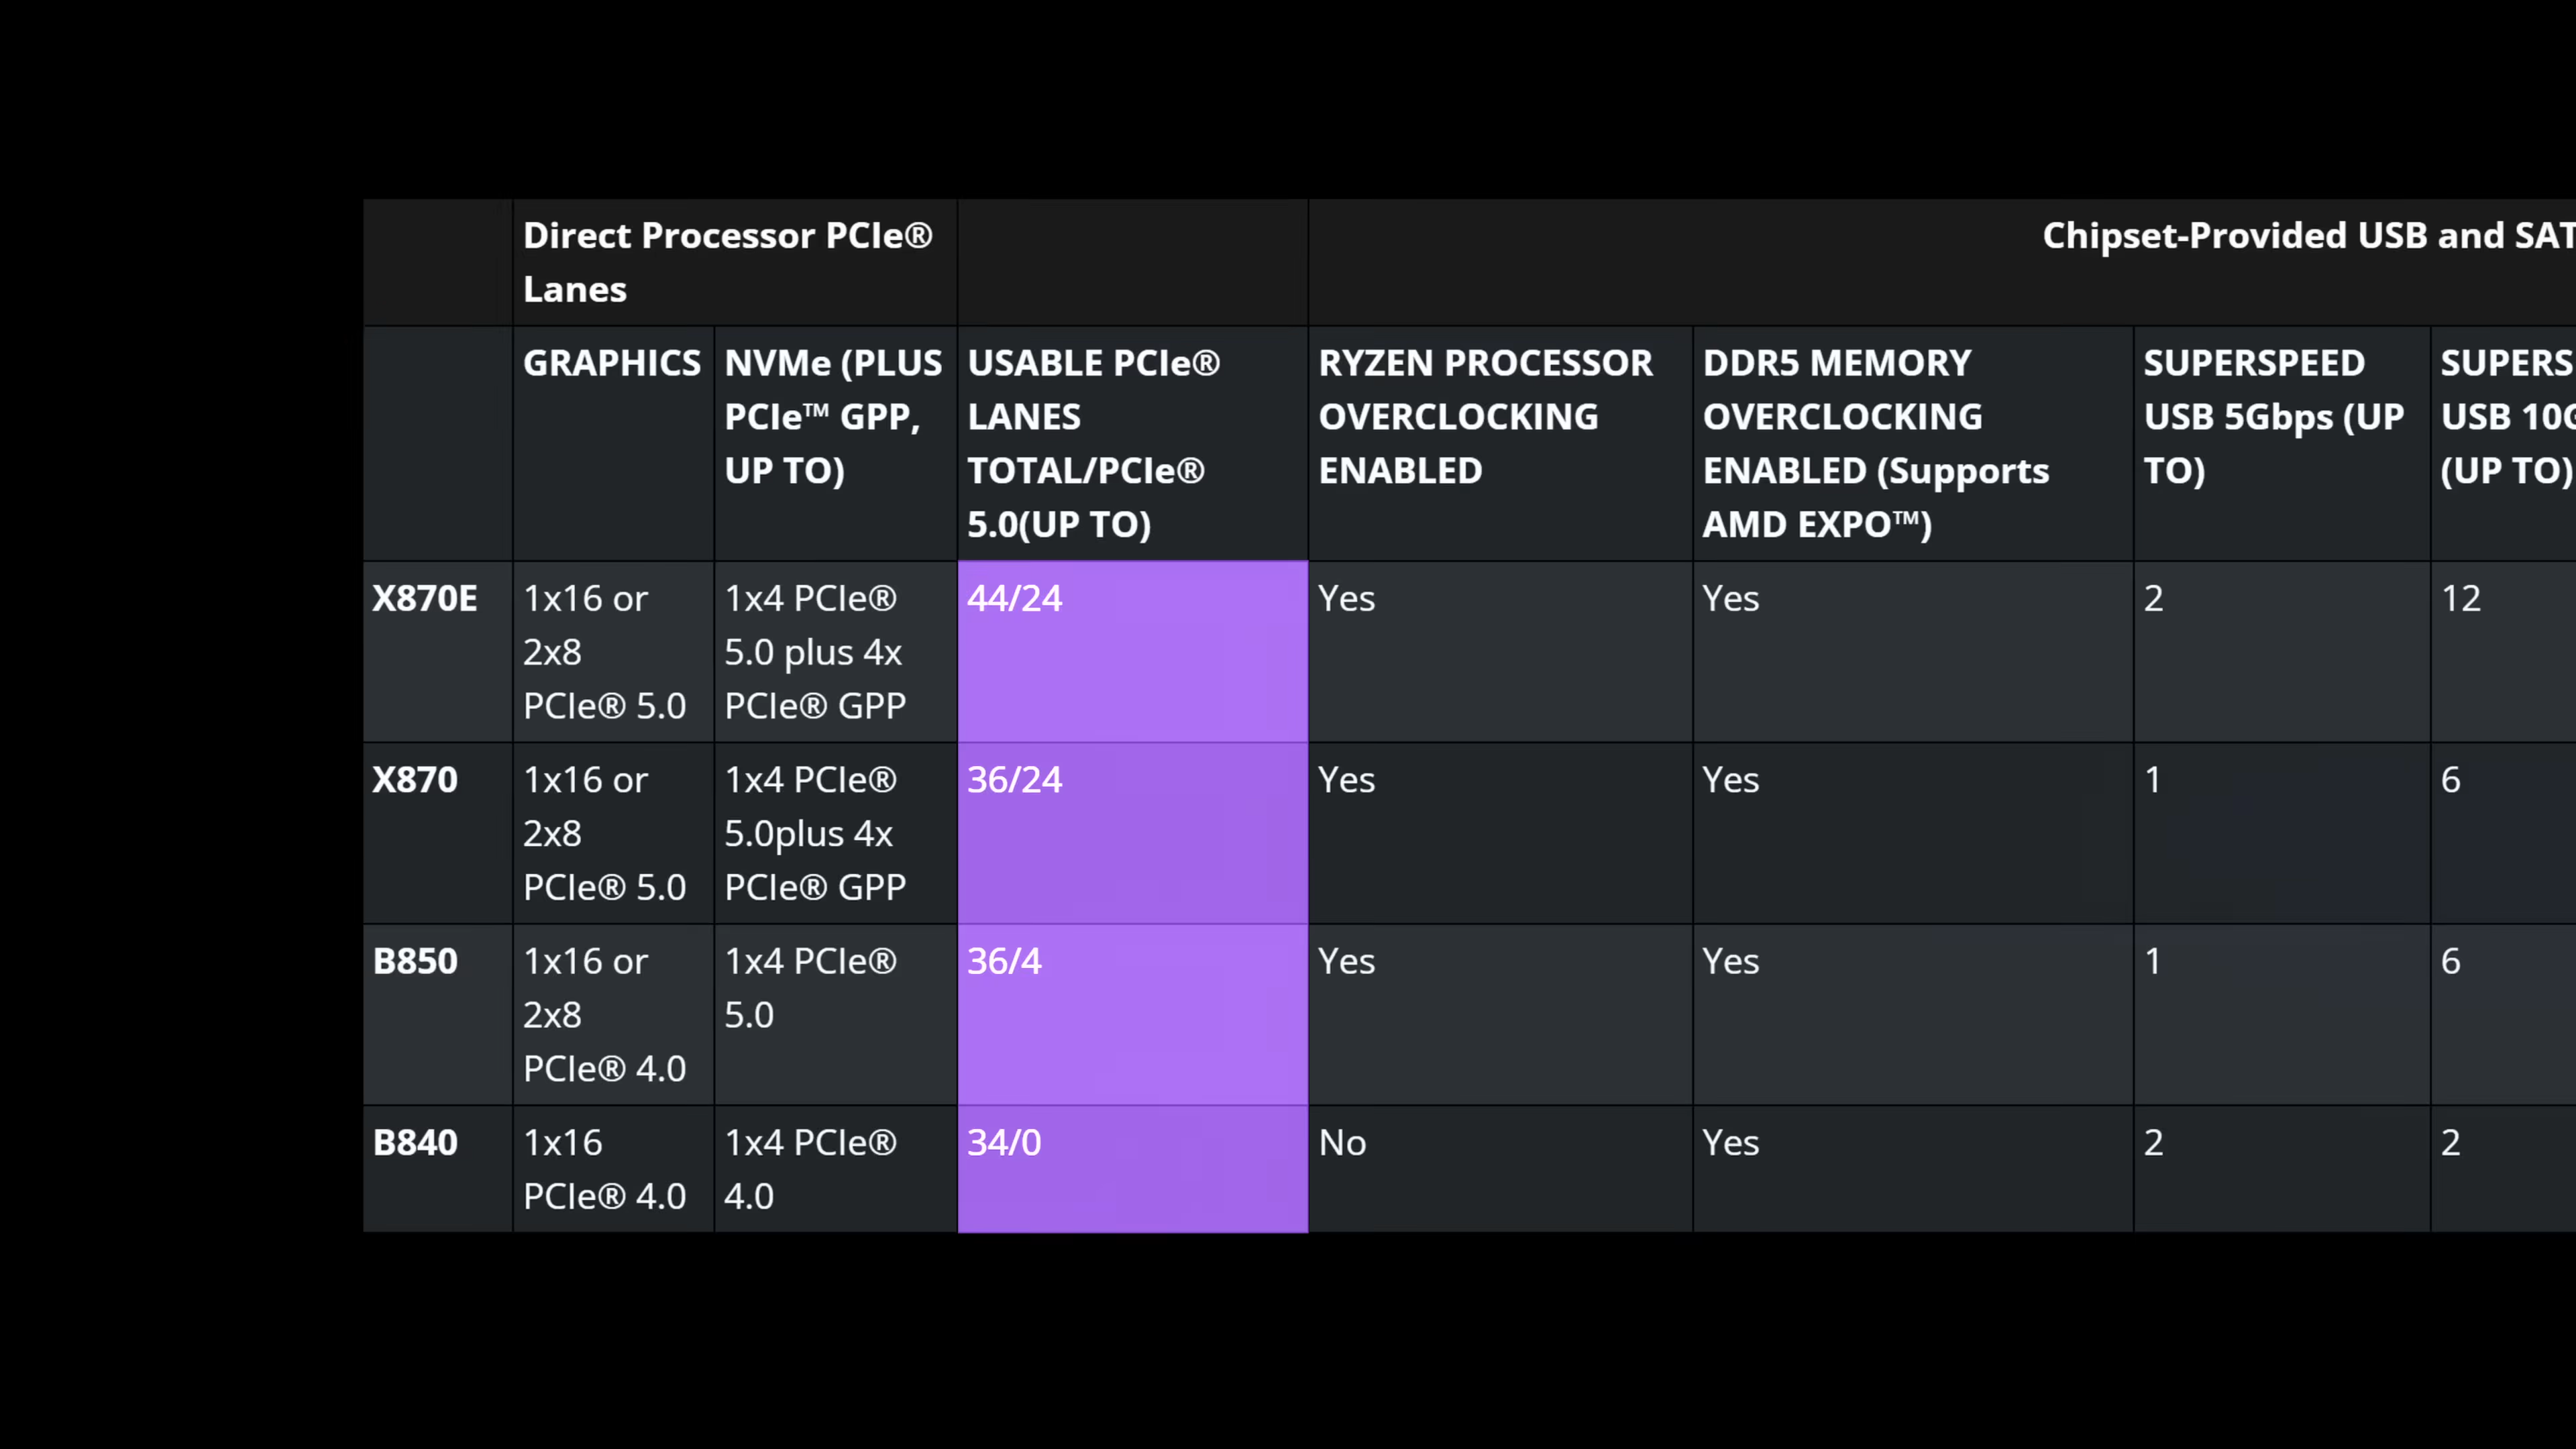 Direct Processor PCIe®
Lanes
Chipset-Provided USB and SAT
GRAPHICS
NVMe (PLUS
PCIe™ GPP,
UP TO)
USABLE PCIe®
LANES
TOTAL/PCIe®
5.0(UP TO)
RYZEN PROCESSOR
OVERCLOCKING
ENABLED
DDR5 MEMORY
OVERCLOCKING
ENABLED (Supports
AMD EXPO™)
SUPERSPEED
USB 5Gbps (UP
TO)
SUPERS
USB 10G
(UP TO)
X870E
1x16 or
2x8
PCIe® 5.0
1x4 PCIe®
5.0 plus 4x
PCIe® GPP
44/24
Yes
Yes
2
12
X870
1x16 or
2x8
PCIe® 5.0
1x4 PCIe®
5.0plus 4x
PCIe® GPP
36/24
Yes
Yes
1
6
B850
1x16 or
2x8
PCIe® 4.0
1x4 PCIe®
5.0
36/4
Yes
Yes
1
6
B840
1x16
PCIe® 4.0
1x4 PCIe®
4.0
34/0
No
Yes
2
2